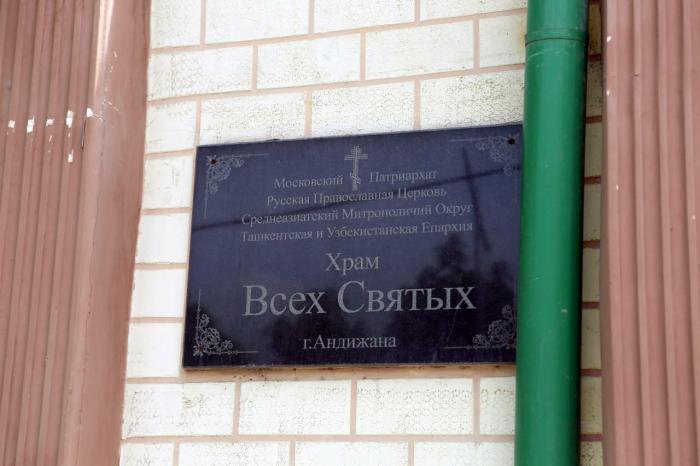 Московский Патриархат
Русская Православная Церковь
Среднеазиатский Митрополичий Округ
Ташкентская и Узбекистанская Епархия
Храм
Всех Святых
г.Андижана